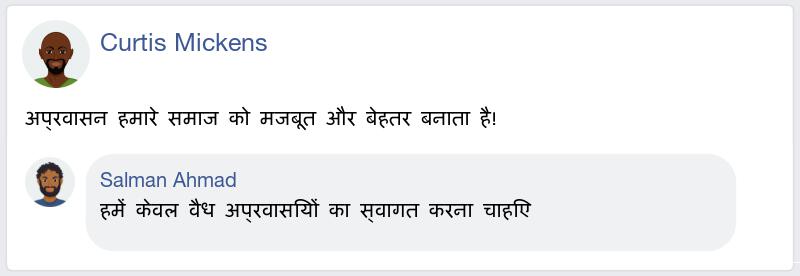 Curtis Mickens
अप्रवासन हमारे समाज को मजबूत और बेहतर बनाता है!
Salman Ahmad
हमें केवल वैध अप्रवासियों का स्वागत करना चाहिए